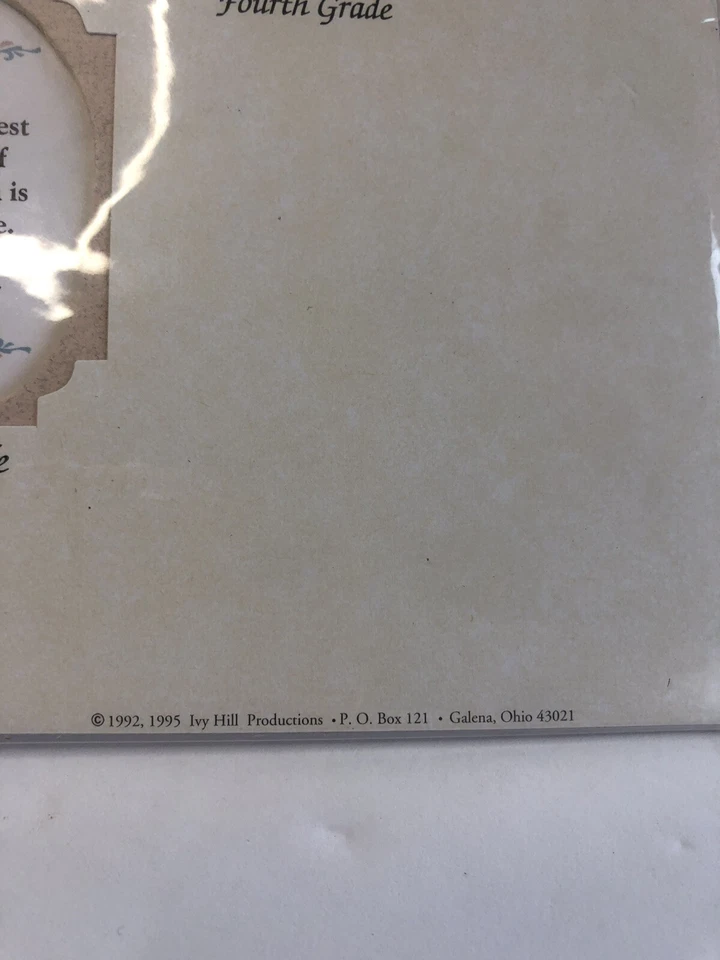 Fourth Grade
est
f
is
e.
e
© 1992, 1995 Ivy Hill Productions • P. O. Box 121 • Galena, Ohio 43021